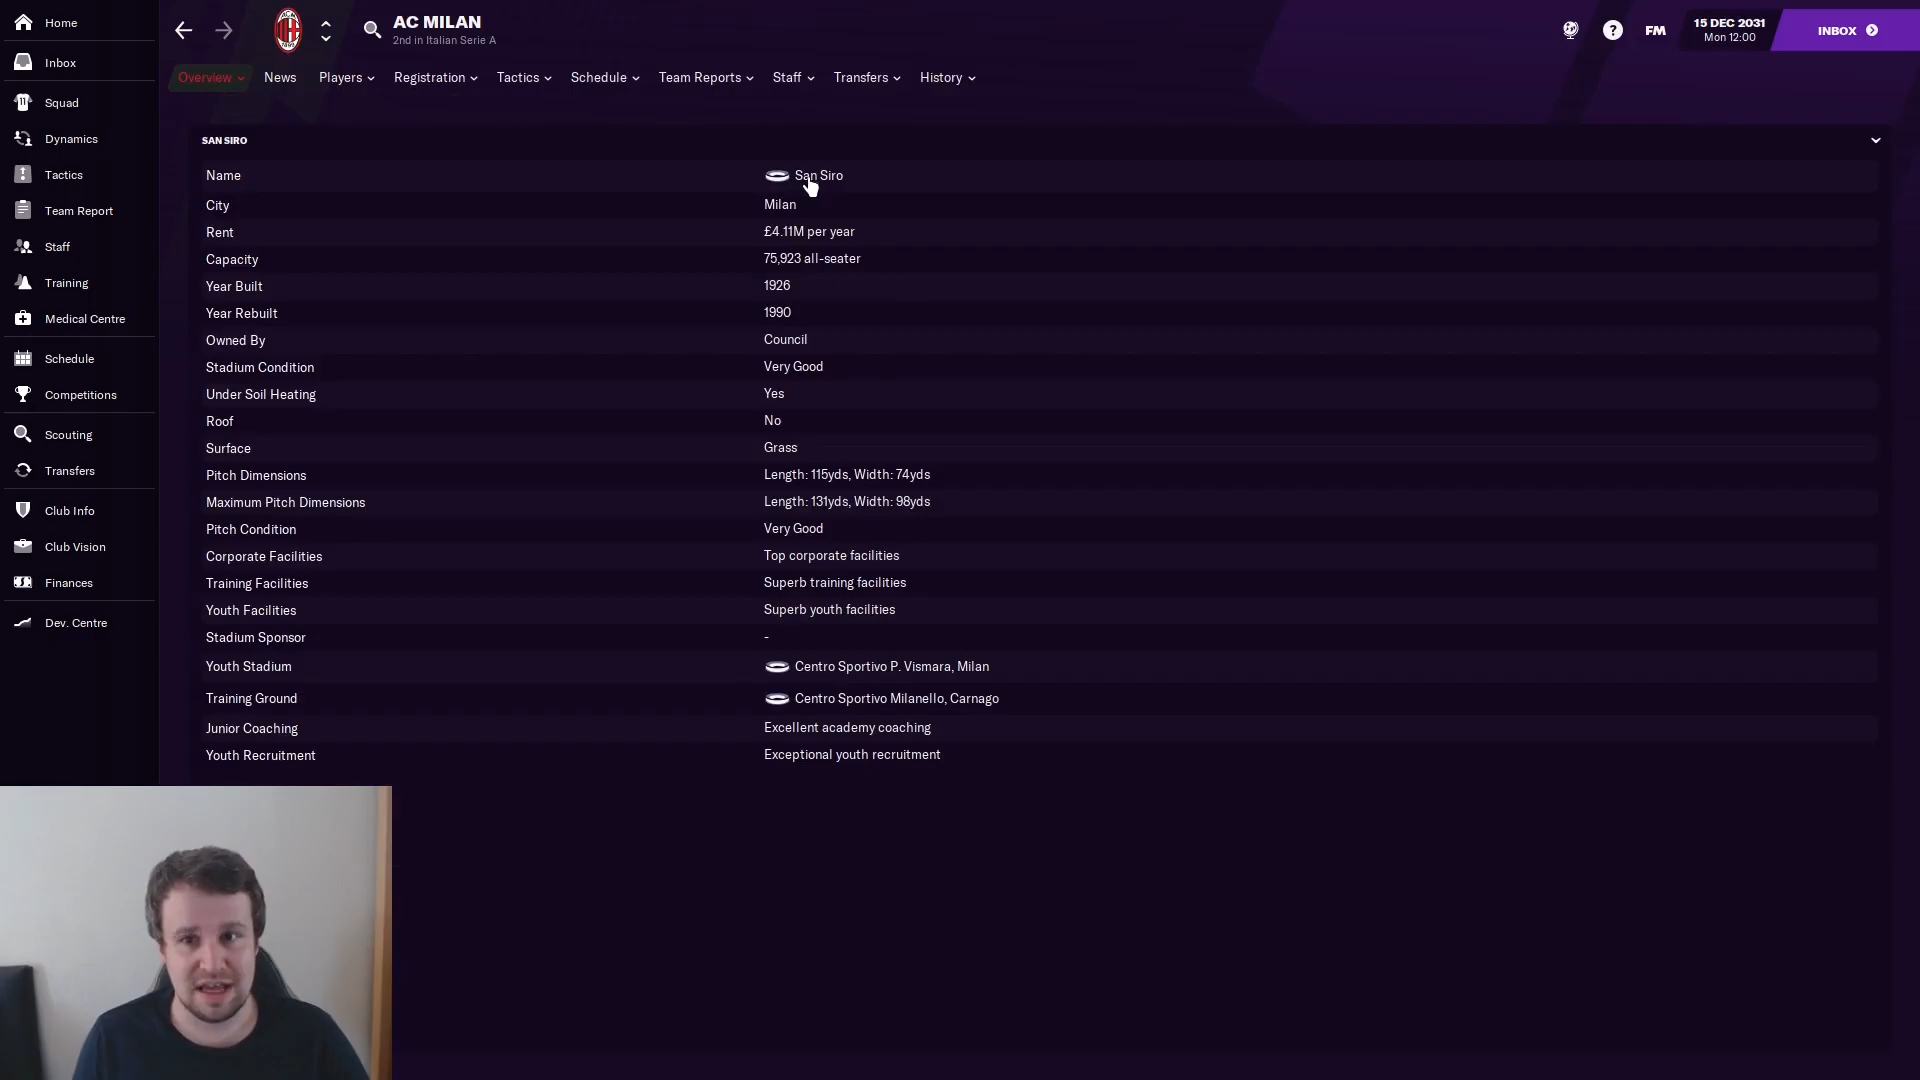 Home
Inbox
Squad
Dynamics
Tactics
Team Report
Staff
Training
Medical Centre
Schedule
Competitions
Scouting
Transfers
Club Info
Club Vision
Finances
Dev. Centre
AC MILAN
2nd in Italian Serie A
FM
15 DEC 2031
Mon 12:00
INBOX
Overview News Players Registration Tactics Schedule Team Reports Staff Transfers History
SAN SIRO
Name San Siro
City Milan
Rent £4.11M per year
Capacity 75,923 all-seater
Year Built 1926
Year Rebuilt 1990
Owned By Council
Stadium Condition Very Good
Under Soil Heating Yes
Roof No
Surface Grass
Pitch Dimensions Length: 115yds, Width: 74yds
Maximum Pitch Dimensions Length: 131yds, Width: 98yds
Pitch Condition Very Good
Corporate Facilities Top corporate facilities
Training Facilities Superb training facilities
Youth Facilities Superb youth facilities
Stadium Sponsor -
Youth Stadium Centro Sportivo P. Vismara, Milan
Training Ground Centro Sportivo Milanello, Carnago
Junior Coaching Excellent academy coaching
Youth Recruitment Exceptional youth recruitment